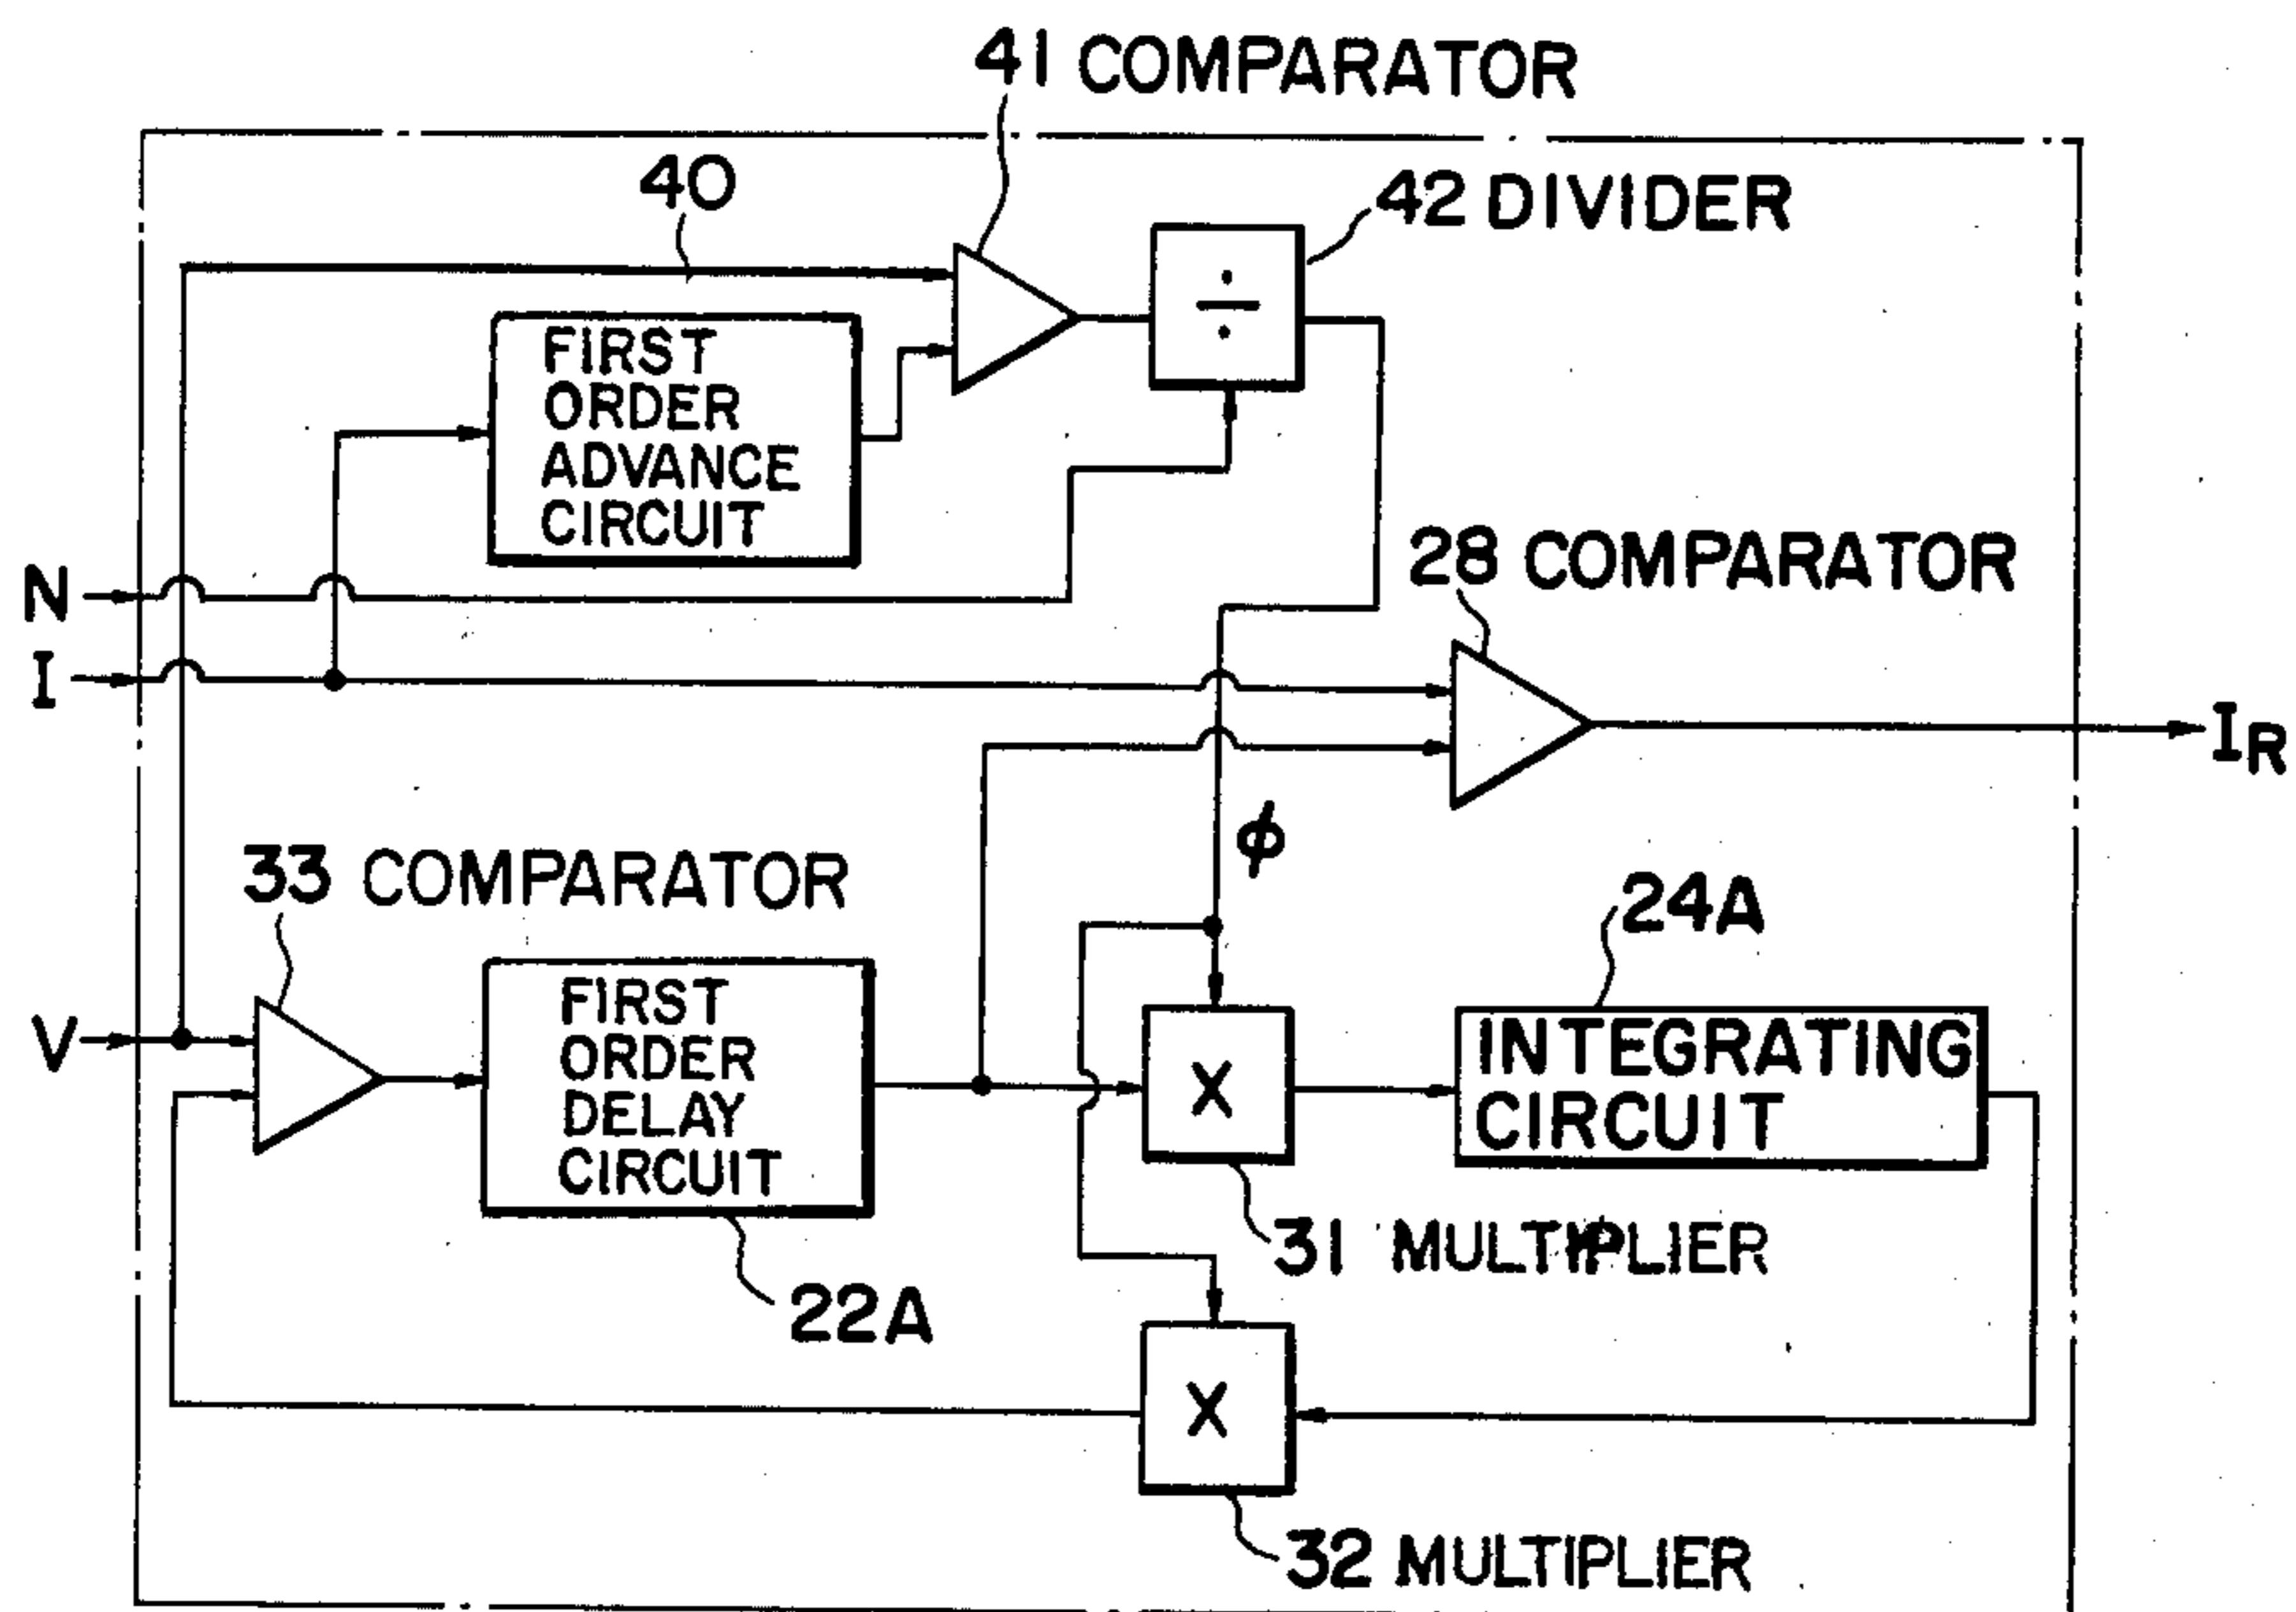 41 COMPARATOR
40
42 DIVIDER
÷
FIRST
ORDER
ADVANCE
CIRCUIT
N
28 COMPARATOR
I
IR
ϕ
33 COMPARATOR
24A
V
FIRST
ORDER
DELAY
CIRCUIT
X
INTEGRATING
CIRCUIT
31 MULTIPLIER
22A
X
32 MULTIPLIER